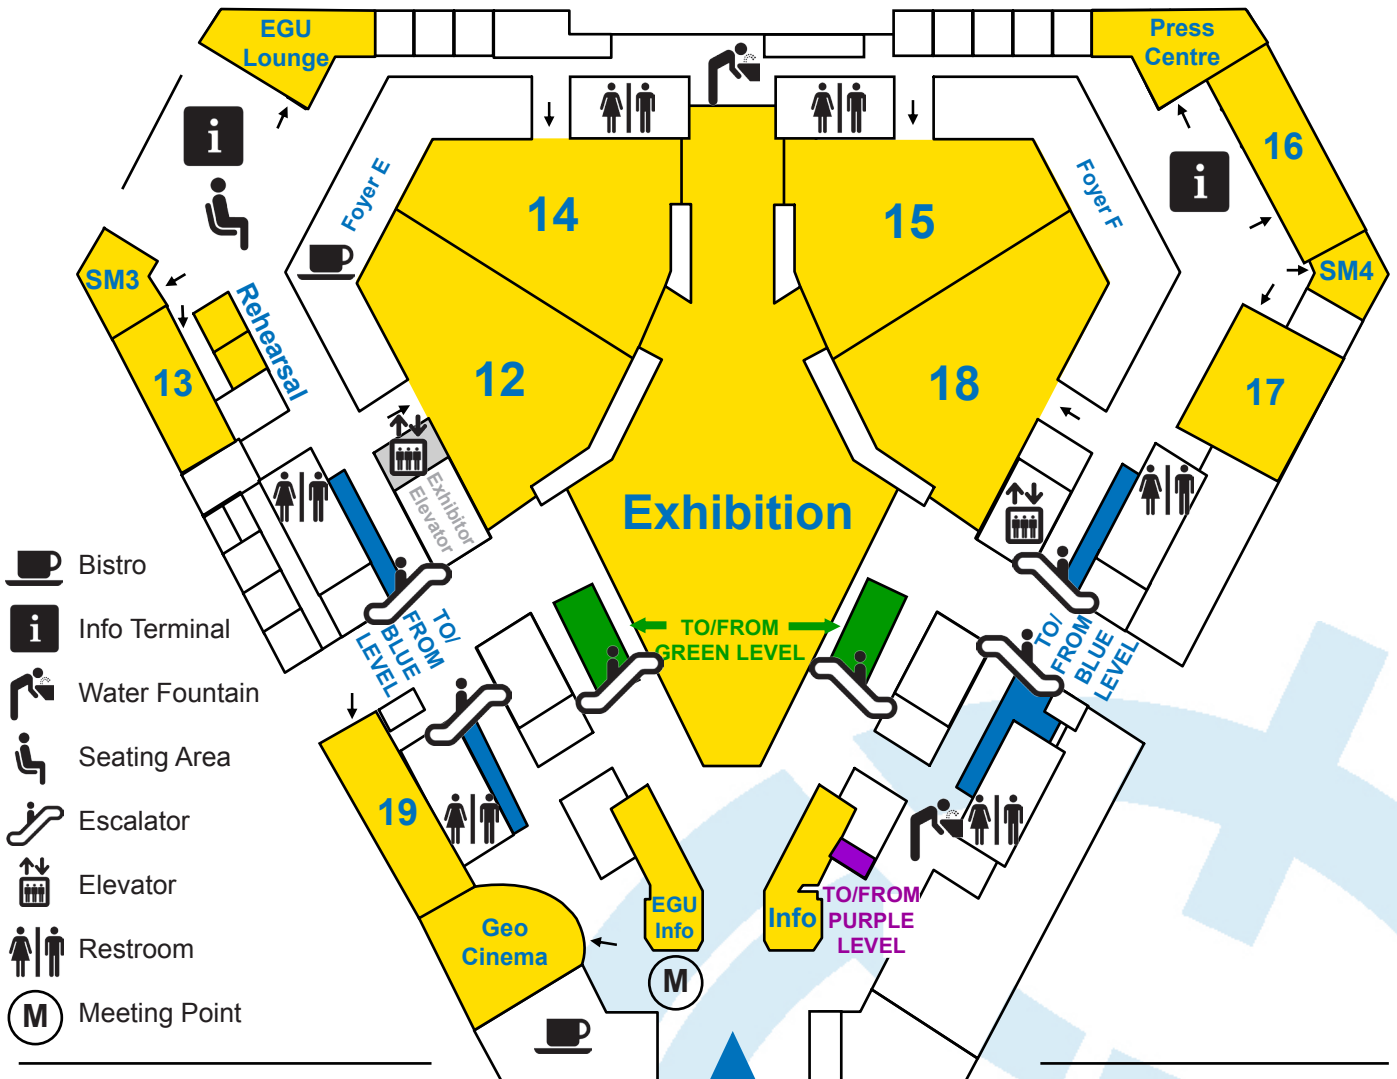 EGU
Lounge
Press
Centre
i
16
Foyer E
Foyer F
i
14
15
SM3
SM4
Rehearsal
13
12
18
17
Exhibitor
Elevator
Exhibition
Bistro
i
Info Terminal
Water Fountain
Seating Area
Escalator
Elevator
Restroom
M
Meeting Point
TO/
FROM
BLUE
LEVEL
TO/FROM
GREEN LEVEL
TO/
FROM
BLUE
LEVEL
19
EGU
Info
Info
TO/FROM
PURPLE
LEVEL
Geo
Cinema
M